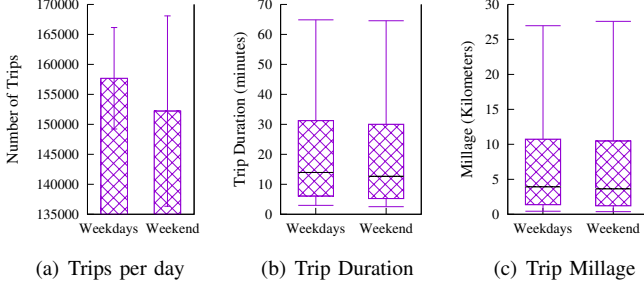 Number of Trips
170000
165000
160000
155000
150000
145000
140000
135000
Weekdays Weekend
(a) Trips per day
Trip Duration (minutes)
70
60
50
40
30
20
10
0
Weekdays Weekend
(b) Trip Duration
Millage (Kilometers)
30
25
20
15
10
5
0
Weekdays Weekend
(c) Trip Millage